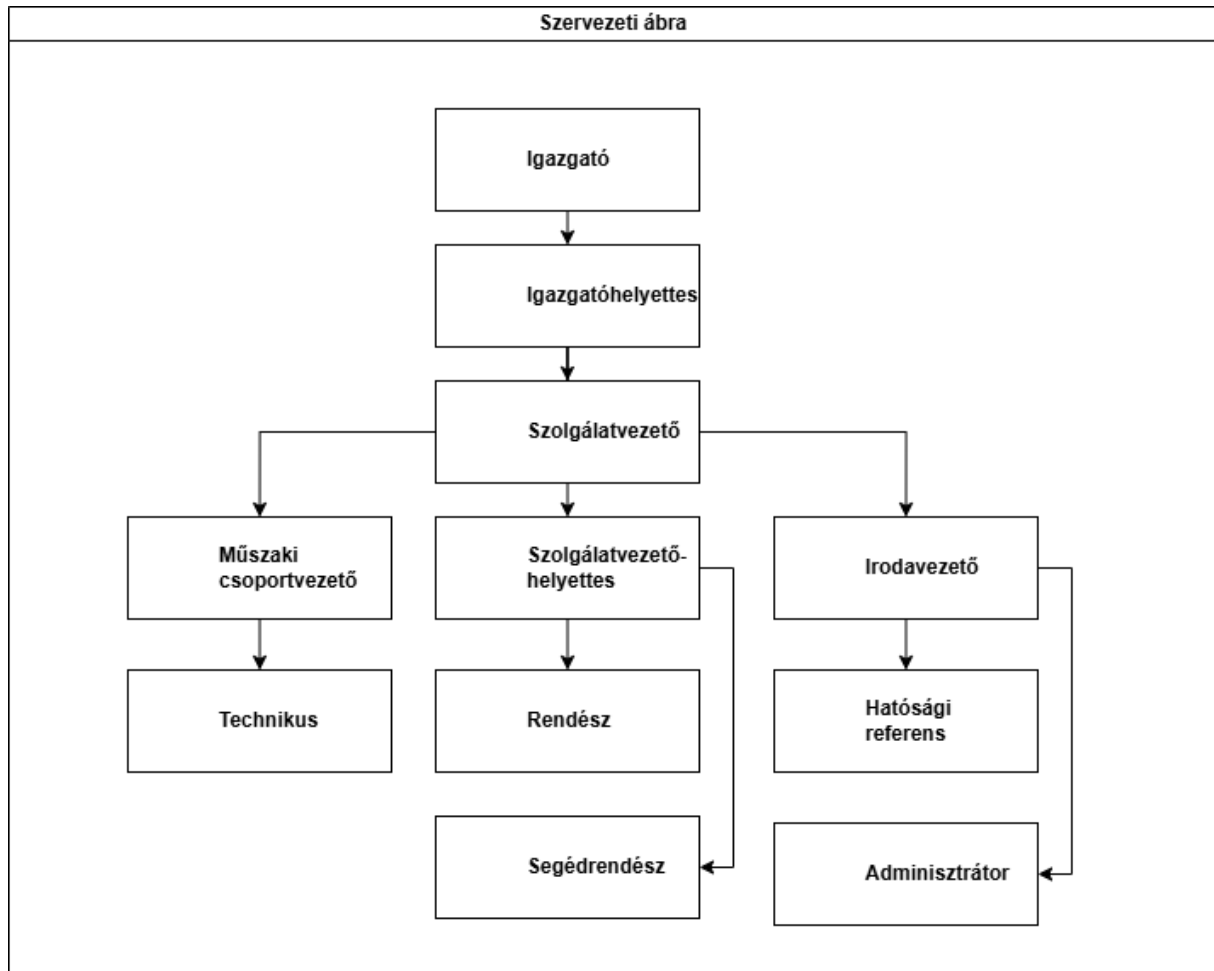 Szervezeti ábra
Igazgató
Igazgatóhelyettes
Szolgálatvezető
Műszaki
csoportvezető
Szolgálatvezető-
helyettes
Irodavezető
Technikus
Rendész
Hatósági
referens
Segédrendész
Adminisztrátor